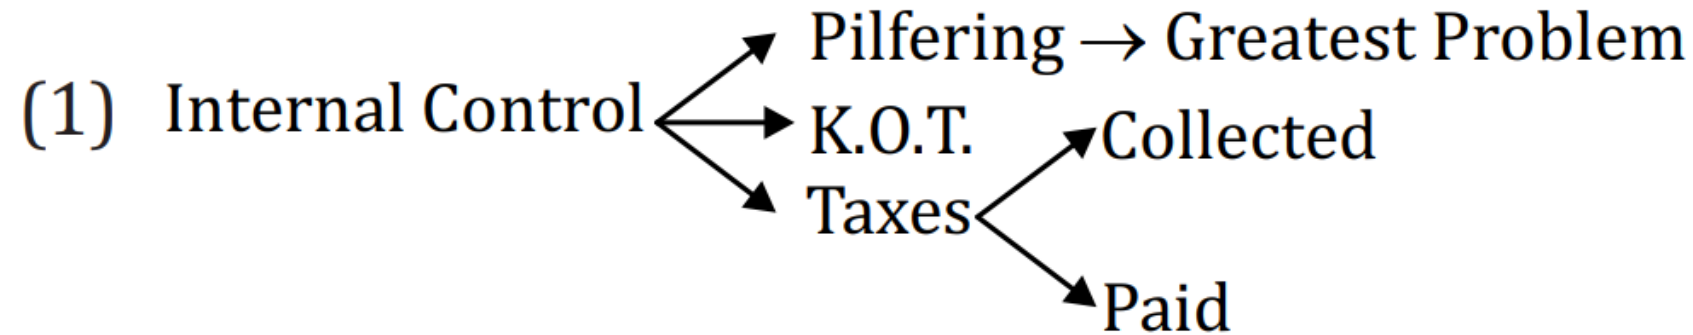 Pilfering → Greatest Problem
(1) Internal Control
K.O.T.
Collected
Taxes
Paid